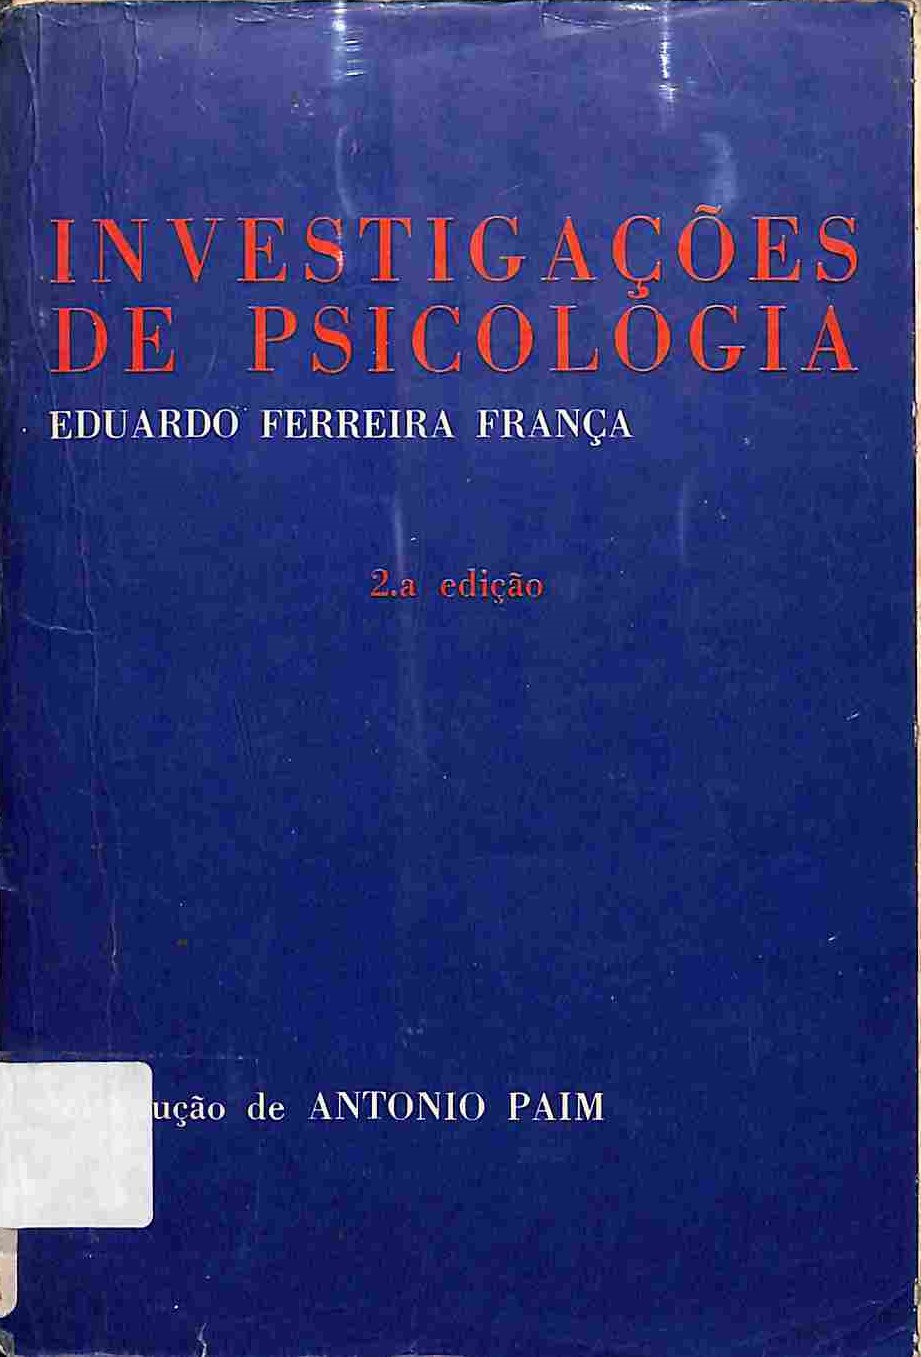 INVESTIGAÇÕES
DE PSICOLOGIA
EDUARDO FERREIRA FRANÇA
2.a edição
ução de ANTONIO PAIM